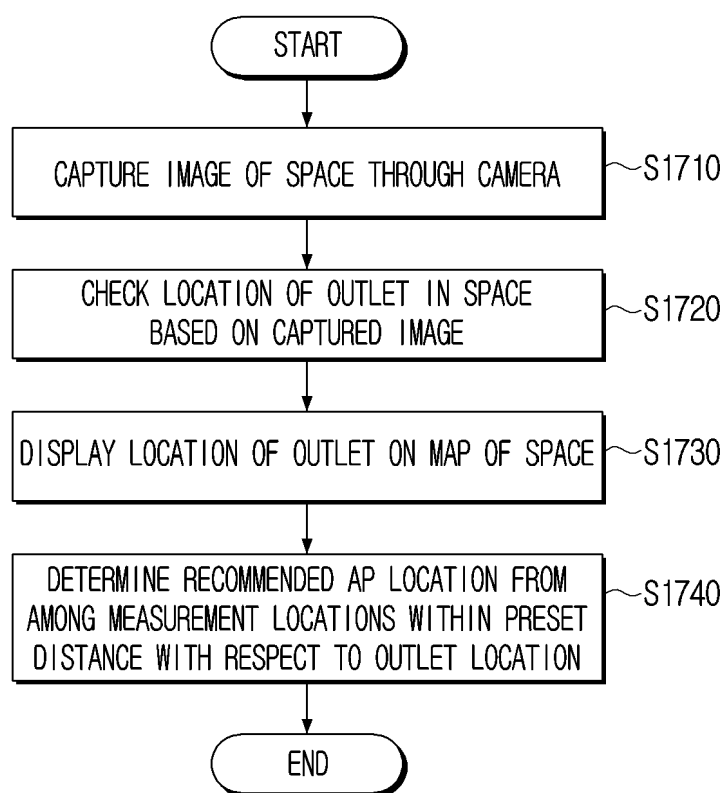 START
CAPTURE IMAGE OF SPACE THROUGH CAMERA
S1710
CHECK LOCATION OF OUTLET IN SPACE
BASED ON CAPTURED IMAGE
S1720
DISPLAY LOCATION OF OUTLET ON MAP OF SPACE
S1730
DETERMINE RECOMMENDED AP LOCATION FROM
AMONG MEASUREMENT LOCATIONS WITHIN PRESET
DISTANCE WITH RESPECT TO OUTLET LOCATION
S1740
END